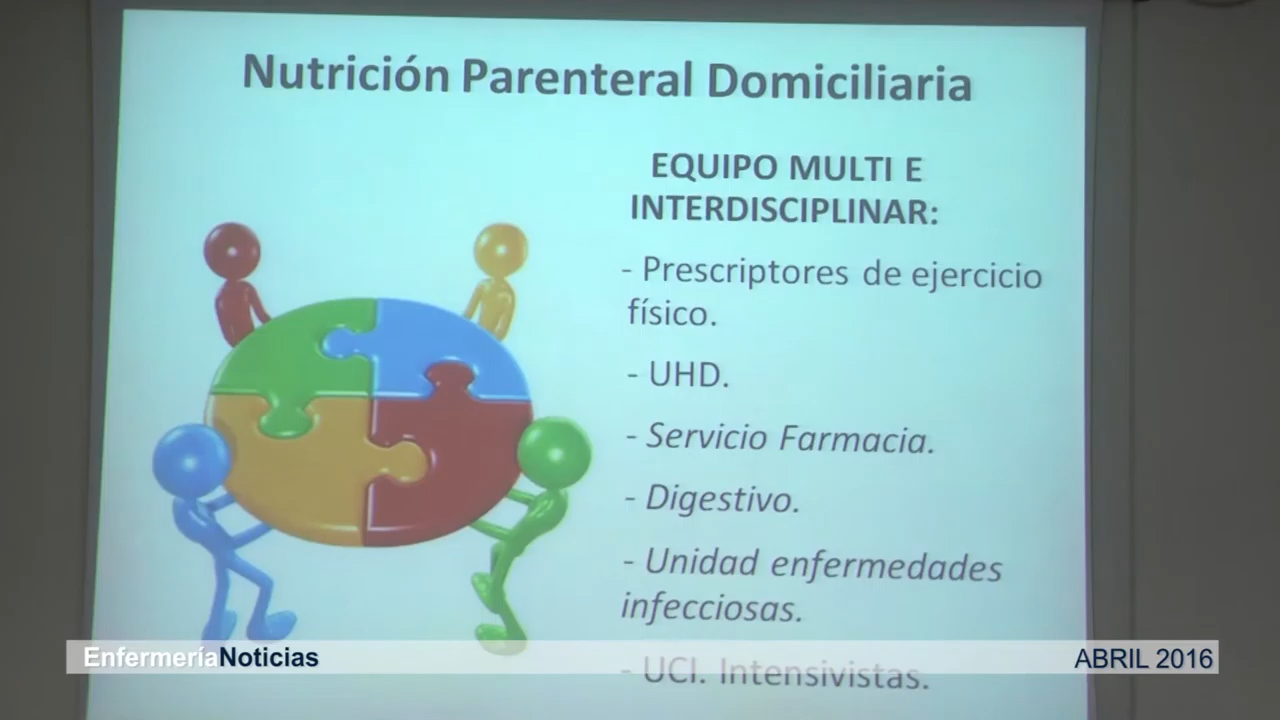 Nutrición Parenteral Domiciliaria
EQUIPO MULTI E
INTERDISCIPLINAR:
- Prescriptores de ejercicio
físico.
- UHD.
- Servicio Farmacia.
- Digestivo.
- Unidad enfermedades
infecciosas.
- UCI. Intensivistas.
EnfermeríaNoticias
ABRIL 2016